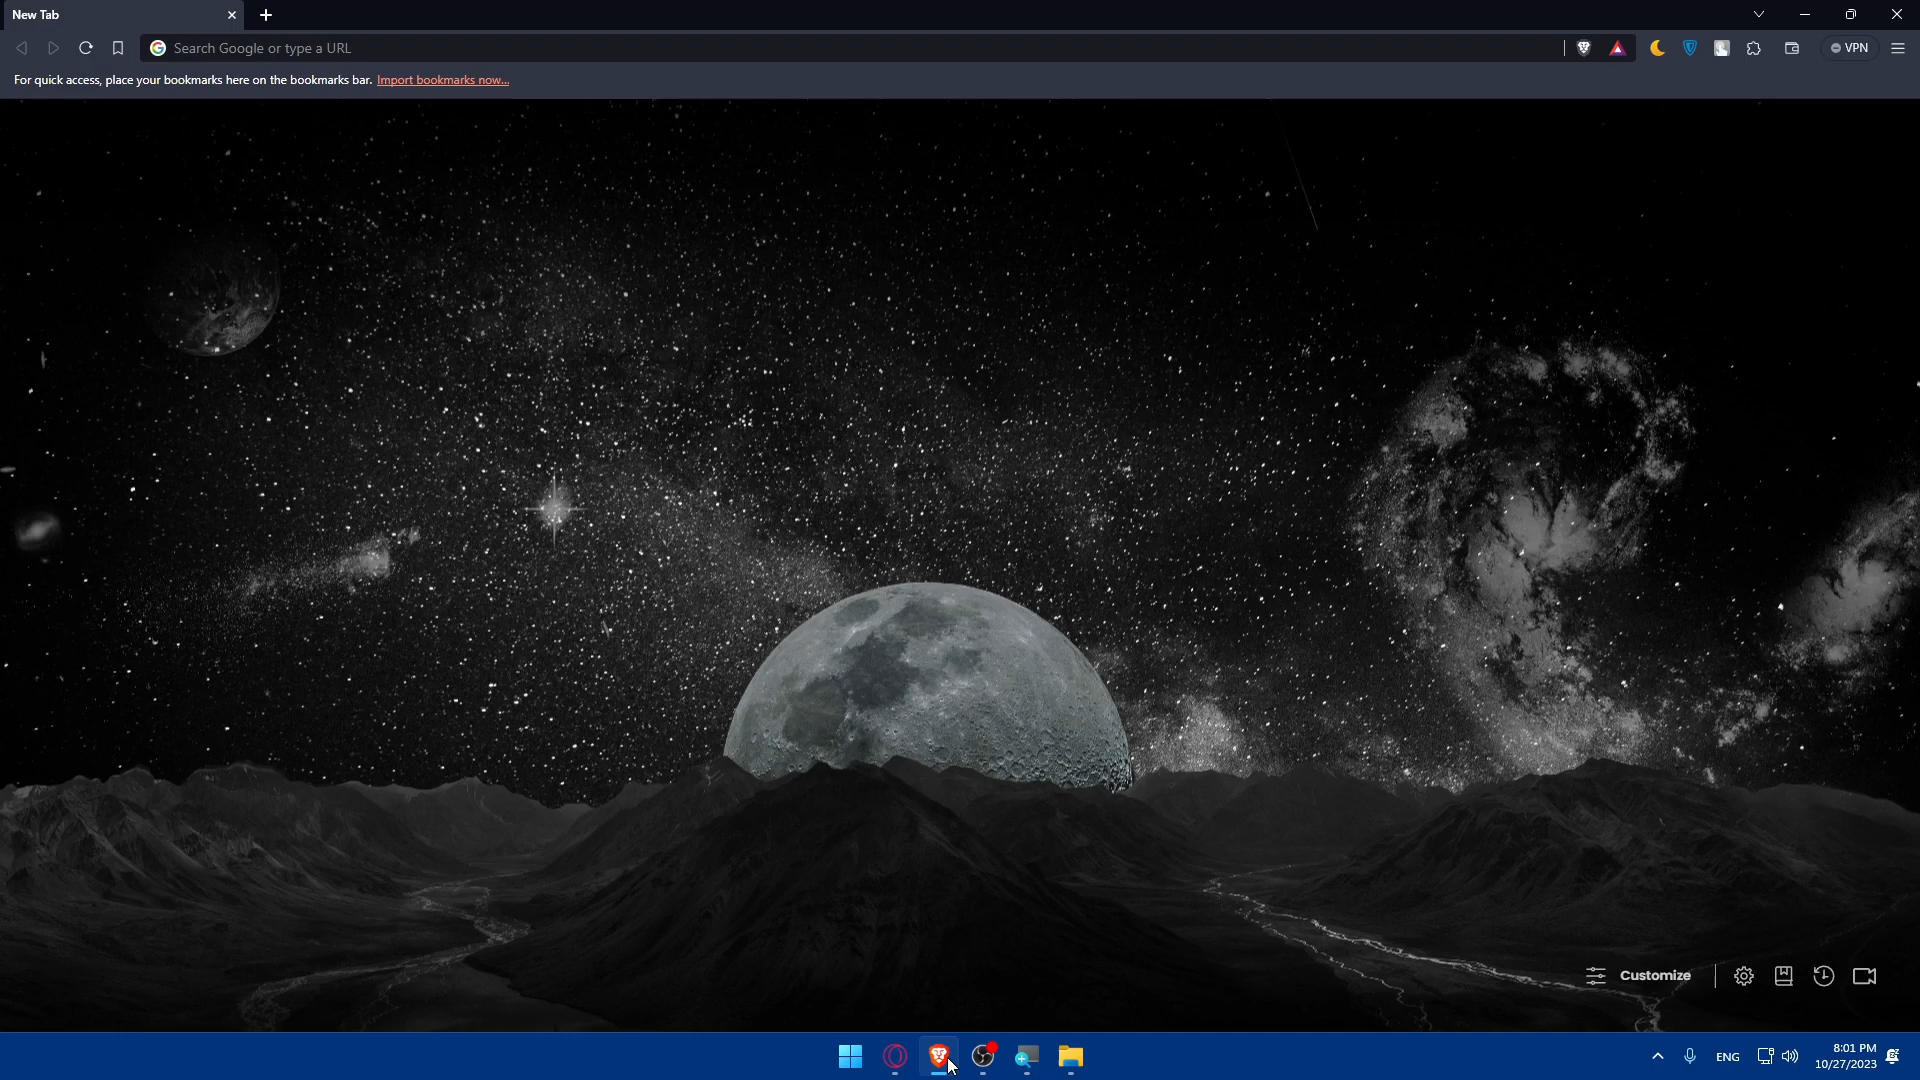 New Tab
Search Google or type a URL
VPN
For quick access, place your bookmarks here on the bookmarks bar. Import bookmarks now...
Customize
ENG
8:01 PM
10/27/2023